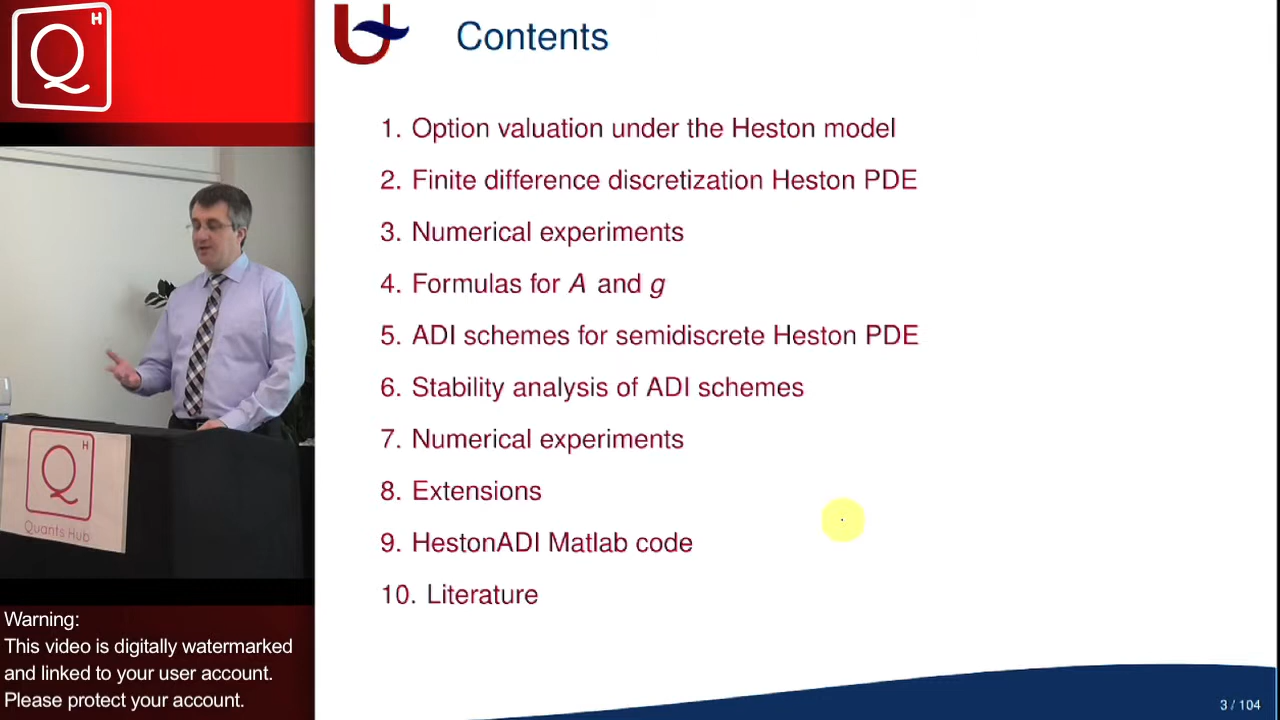 Q H
Contents
1. Option valuation under the Heston model
2. Finite difference discretization Heston PDE
3. Numerical experiments
4. Formulas for A and g
5. ADI schemes for semidiscrete Heston PDE
6. Stability analysis of ADI schemes
7. Numerical experiments
8. Extensions
9. HestonADI Matlab code
10. Literature
3 / 104
Q H
Quants Hub
Warning:
This video is digitally watermarked
and linked to your user account.
Please protect your account.